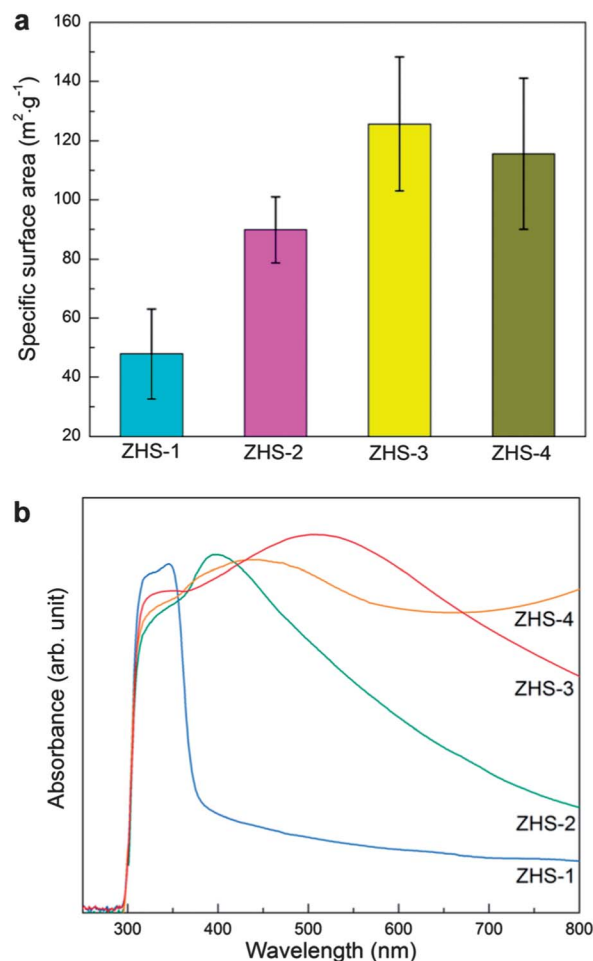 a
Specific surface area (m²·g⁻¹)
160
140
120
100
80
60
40
20
ZHS-1 ZHS-2 ZHS-3 ZHS-4
b
Absorbance (arb. unit)
ZHS-4
ZHS-3
ZHS-2
ZHS-1
300 400 500 600 700 800
Wavelength (nm)